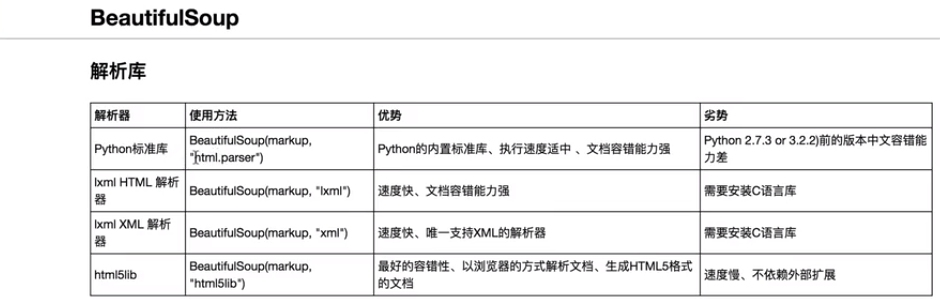 BeautifulSoup
解析库
解析器 使用方法 优势 劣势
Python标准库 BeautifulSoup(markup, "html.parser") Python的内置标准库、执行速度适中 、文档容错能力强 Python 2.7.3 or 3.2.2)前的版本中文容错能力差
lxml HTML 解析器 BeautifulSoup(markup, "lxml") 速度快、文档容错能力强 需要安装C语言库
lxml XML 解析器 BeautifulSoup(markup, "xml") 速度快、唯一支持XML的解析器 需要安装C语言库
html5lib BeautifulSoup(markup, "html5lib") 最好的容错性、以浏览器的方式解析文档、生成HTML5格式的文档 速度慢、不依赖外部扩展